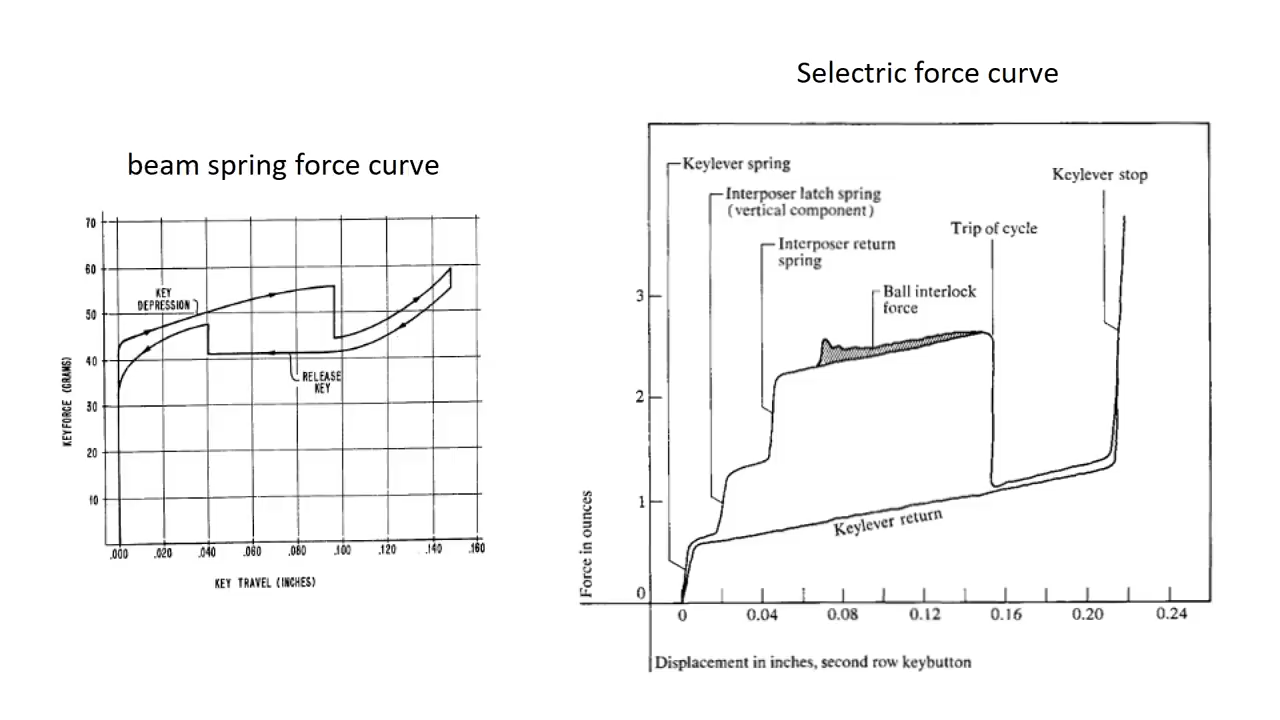 Selectric force curve
beam spring force curve
70
60
50
40
30
20
10
KEYFORCE (GRAMS)
KEY
DEPRESSION
RELEASE
KEY
.000 .020 .040 .060 .080 .100 .120 .140 .160
KEY TRAVEL (INCHES)
Keylever spring
Interposer latch spring
(vertical component)
Interposer return
spring
Ball interlock
force
Trip of cycle
Keylever stop
Keylever return
3
2
1
0
Force in ounces
0 0.04 0.08 0.12 0.16 0.20 0.24
Displacement in inches, second row keybutton